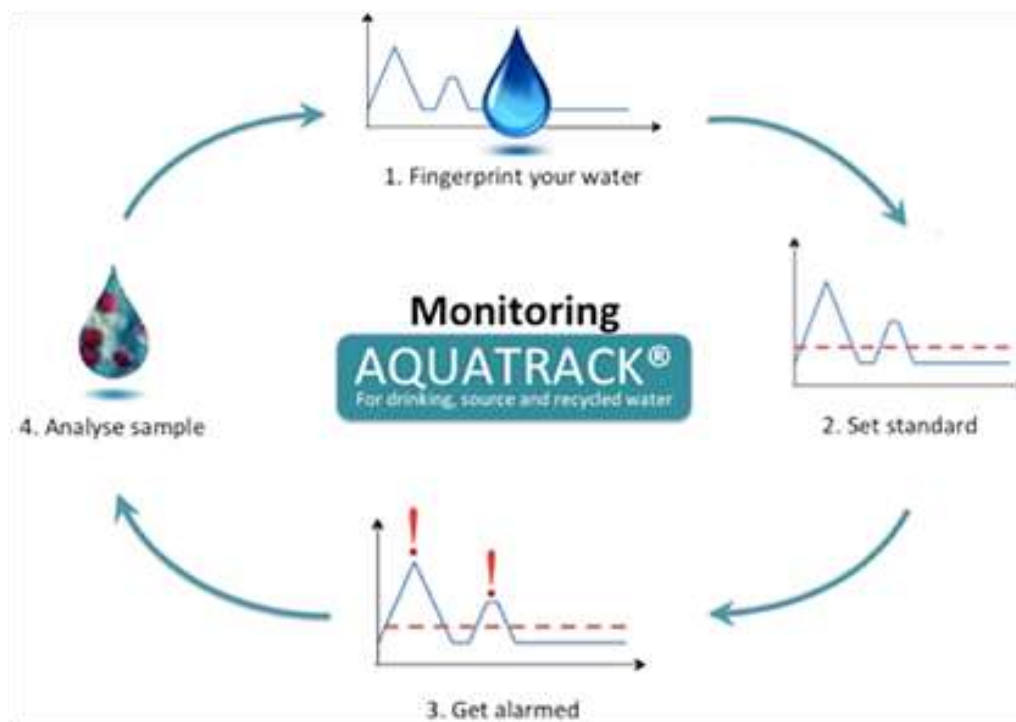 1. Fingerprint your water
Monitoring
AQUATRACK®
For drinking, source and recycled water
4. Analyse sample
2. Set standard
!
!
3. Get alarmed